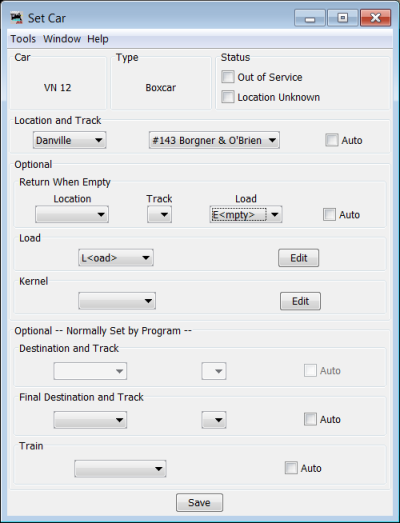 Set Car
Tools Window Help
Car Type Status
VN 12 Boxcar Out of Service
Location Unknown
Location and Track
Danville #143 Borgner & O'Brien Auto
Optional
Return When Empty
Location Track Load
E<mpty> Auto
Load
L<oad> Edit
Kernel
Edit
Optional -- Normally Set by Program --
Destination and Track
Auto
Final Destination and Track
Auto
Train
Auto
Save